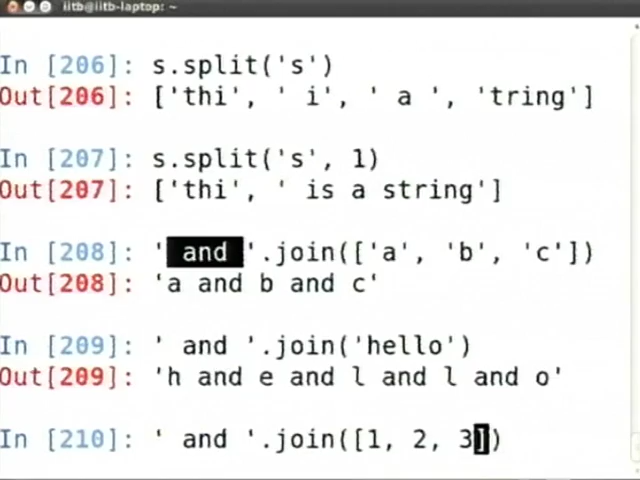 iitb@iitb-laptop: ~
In [206]: s.split('s')
Out[206]: ['thi', ' i', ' a ', 'tring']
In [207]: s.split('s', 1)
Out[207]: ['thi', ' is a string']
In [208]: ' and '.join(['a', 'b', 'c'])
Out[208]: 'a and b and c'
In [209]: ' and '.join('hello')
Out[209]: 'h and e and l and l and o'
In [210]: ' and '.join([1, 2, 3])